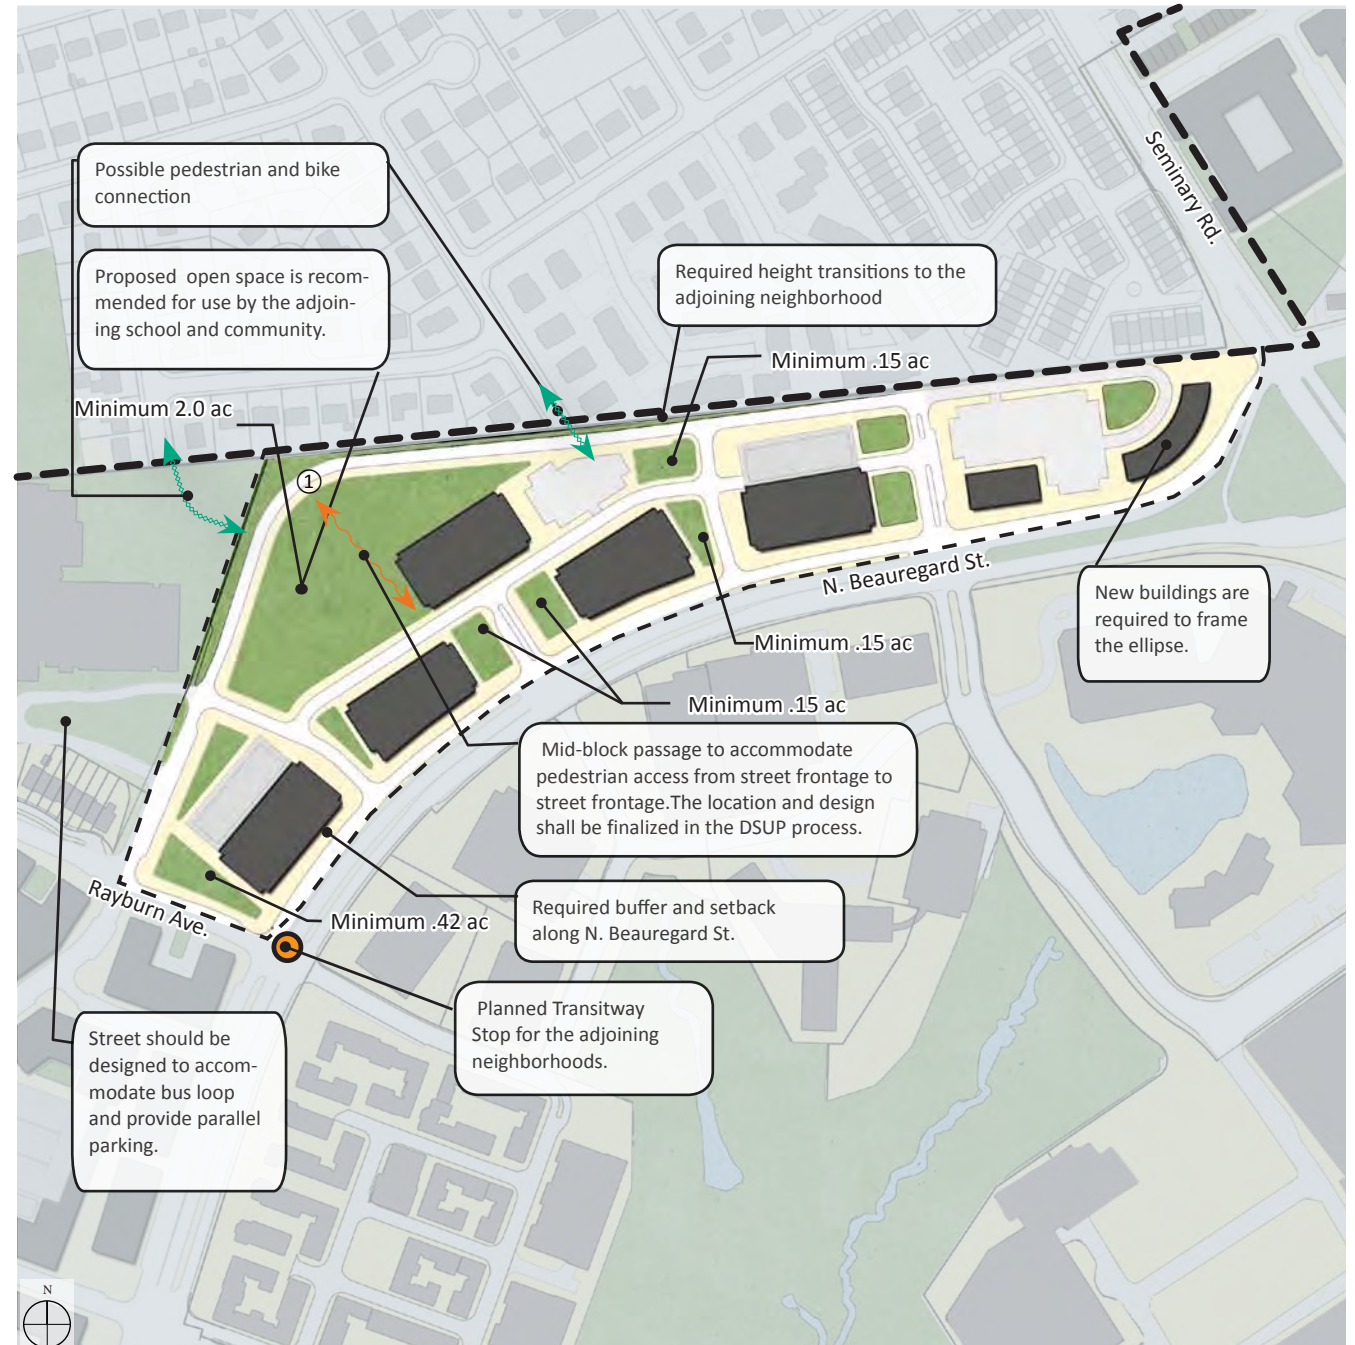 Seminary Rd.
Possible pedestrian and bike
connection
Proposed open space is recom-
mended for use by the adjoin-
ing school and community.
Required height transitions to the
adjoining neighborhood
Minimum .15 ac
Minimum 2.0 ac
1
N. Beauregard St.
New buildings are
required to frame
the ellipse.
Minimum .15 ac
Minimum .15 ac
Mid-block passage to accommodate
pedestrian access from street frontage to
street frontage.The location and design
shall be finalized in the DSUP process.
Rayburn Ave.
Minimum .42 ac
Required buffer and setback
along N. Beauregard St.
Planned Transitway
Stop for the adjoining
neighborhoods.
Street should be
designed to accom-
modate bus loop
and provide parallel
parking.
N